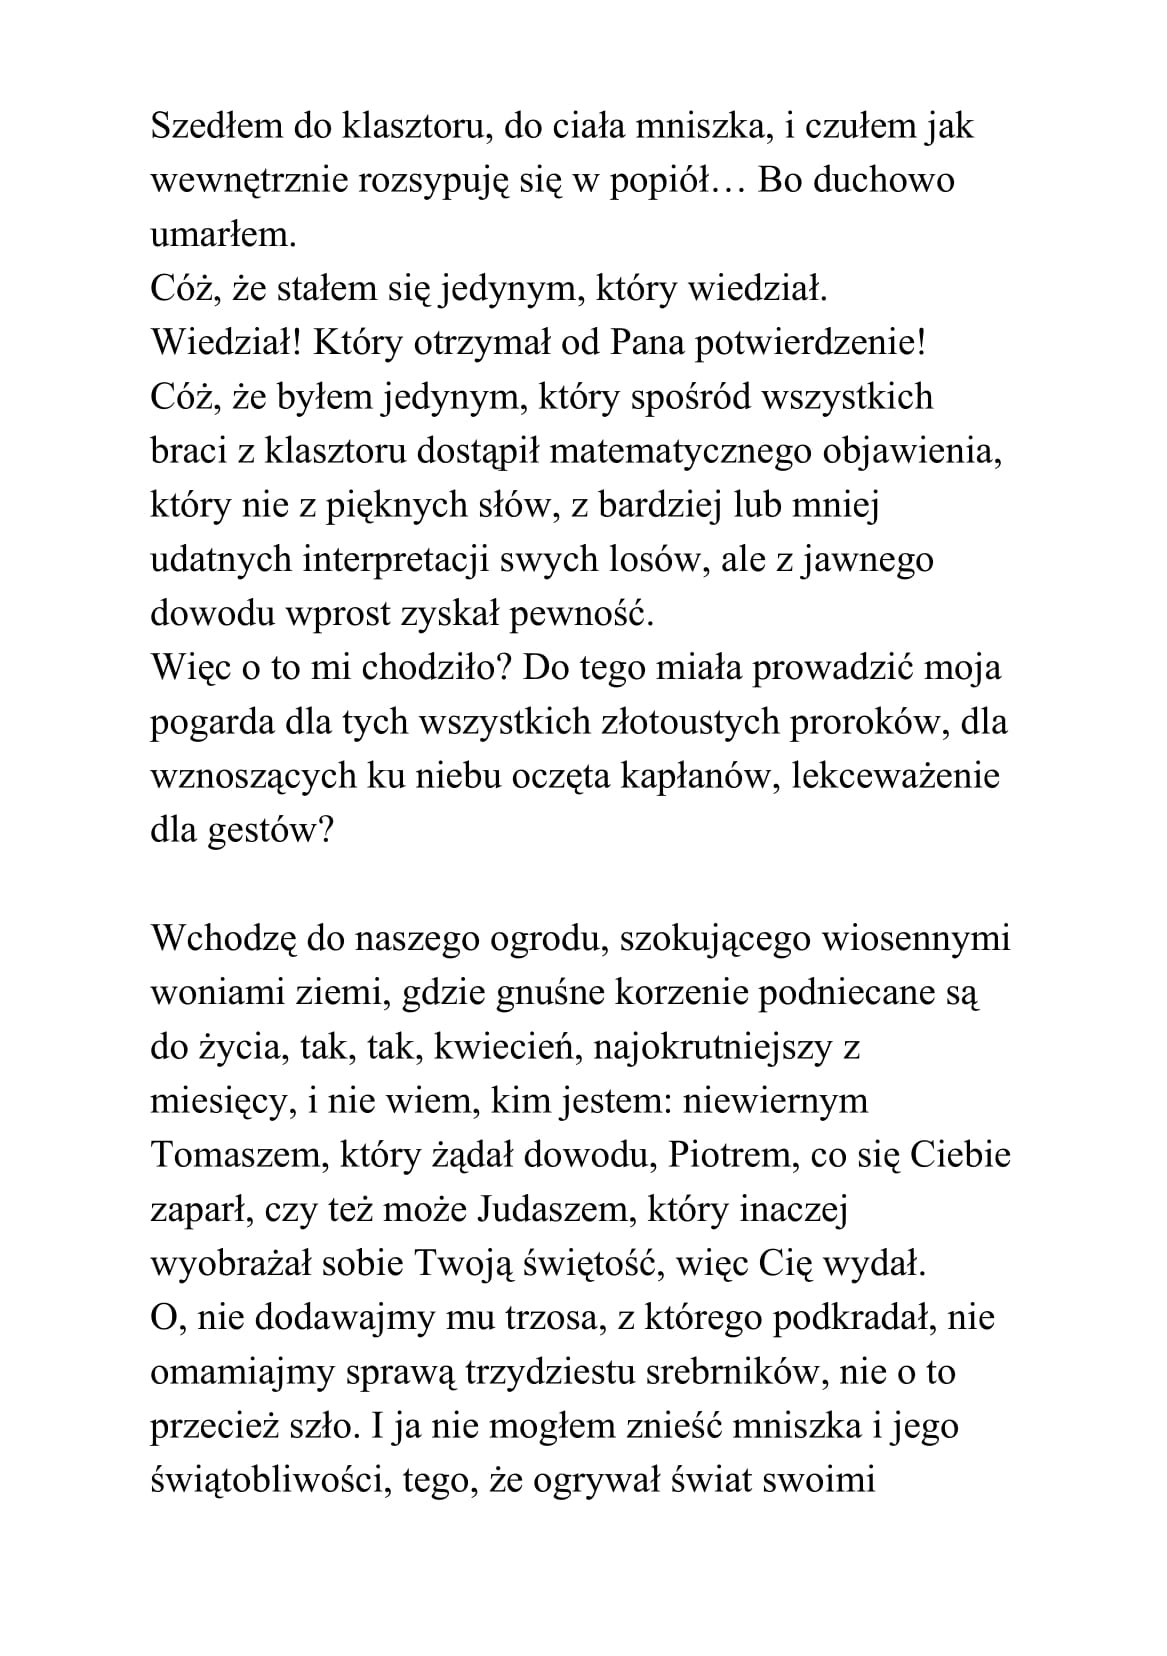 Szedłem do klasztoru, do ciała mniszka, i czułem jak
wewnętrznie rozsypuję się w popiół… Bo duchowo
umarłem.
Cóż, że stałem się jedynym, który wiedział.
Wiedział! Który otrzymał od Pana potwierdzenie!
Cóż, że byłem jedynym, który spośród wszystkich
braci z klasztoru dostąpił matematycznego objawienia,
który nie z pięknych słów, z bardziej lub mniej
udatnych interpretacji swych losów, ale z jawnego
dowodu wprost zyskał pewność.
Więc o to mi chodziło? Do tego miała prowadzić moja
pogarda dla tych wszystkich złotoustych proroków, dla
wznoszących ku niebu oczęta kapłanów, lekceważenie
dla gestów?

Wchodzę do naszego ogrodu, szokującego wiosennymi
woniami ziemi, gdzie gnuśne korzenie podniecane są
do życia, tak, tak, kwiecień, najokrutniejszy z
miesięcy, i nie wiem, kim jestem: niewiernym
Tomaszem, który żądał dowodu, Piotrem, co się Ciebie
zaparł, czy też może Judaszem, który inaczej
wyobrażał sobie Twoją świętość, więc Cię wydał.
O, nie dodawajmy mu trzosa, z którego podkradał, nie
omamiajmy sprawą trzydziestu srebrników, nie o to
przecież szło. I ja nie mogłem znieść mniszka i jego
świątobliwości, tego, że ogrywał świat swoimi